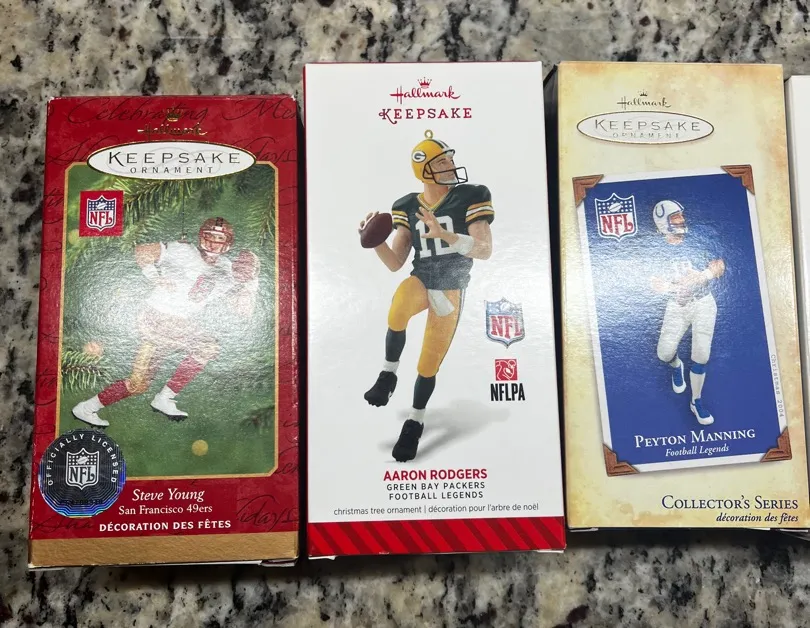 Celebrating
Hallmark
KEEPSAKE
ORNAMENT
NFL
OFFICIALLY LICENSED
NFL
Steve Young
San Francisco 49ers
DÉCORATION DES FÊTES
Hallmark
KEEPSAKE
G
12
NFL
NFLPA
AARON RODGERS
GREEN BAY PACKERS
FOOTBALL LEGENDS
christmas tree ornament | décoration pour l'arbre de noël
Hallmark
KEEPSAKE
ORNAMENT
NFL
PEYTON MANNING
Football Legends
COLLECTOR'S SERIES
décoration des fêtes